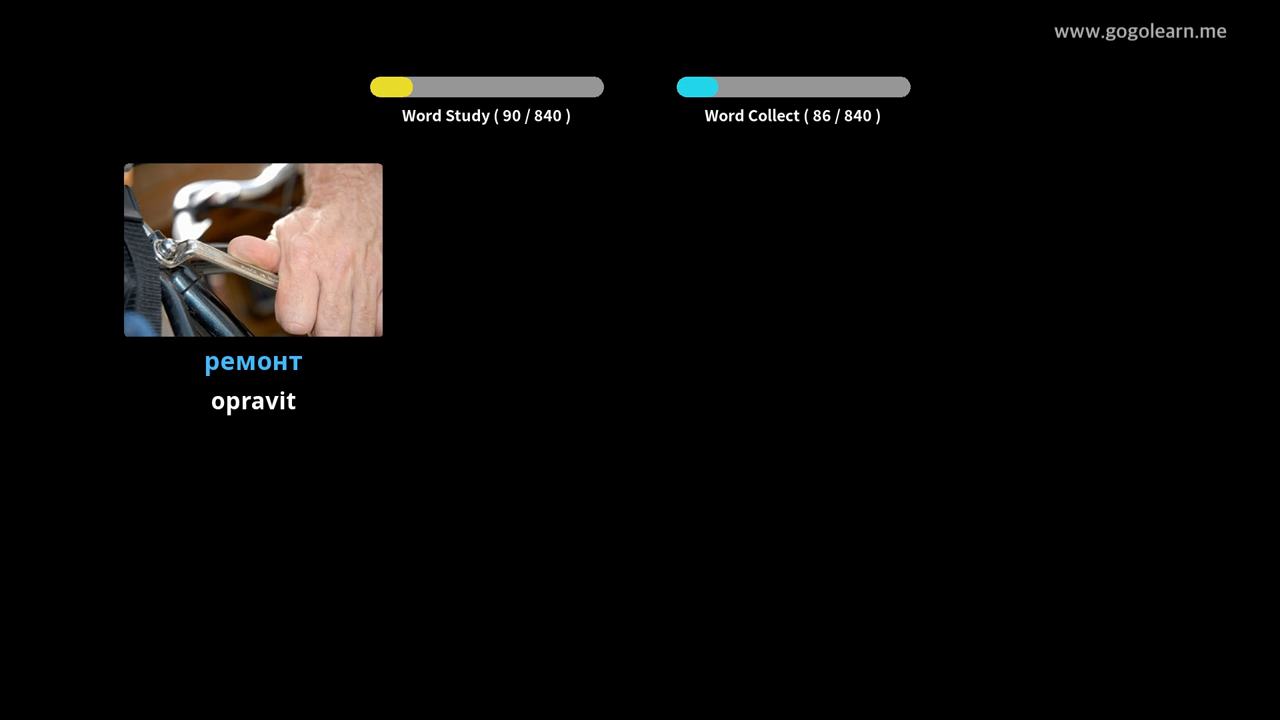 www.gogolearn.me
Word Study ( 90 / 840 )
Word Collect ( 86 / 840 )
ремонт
opravit